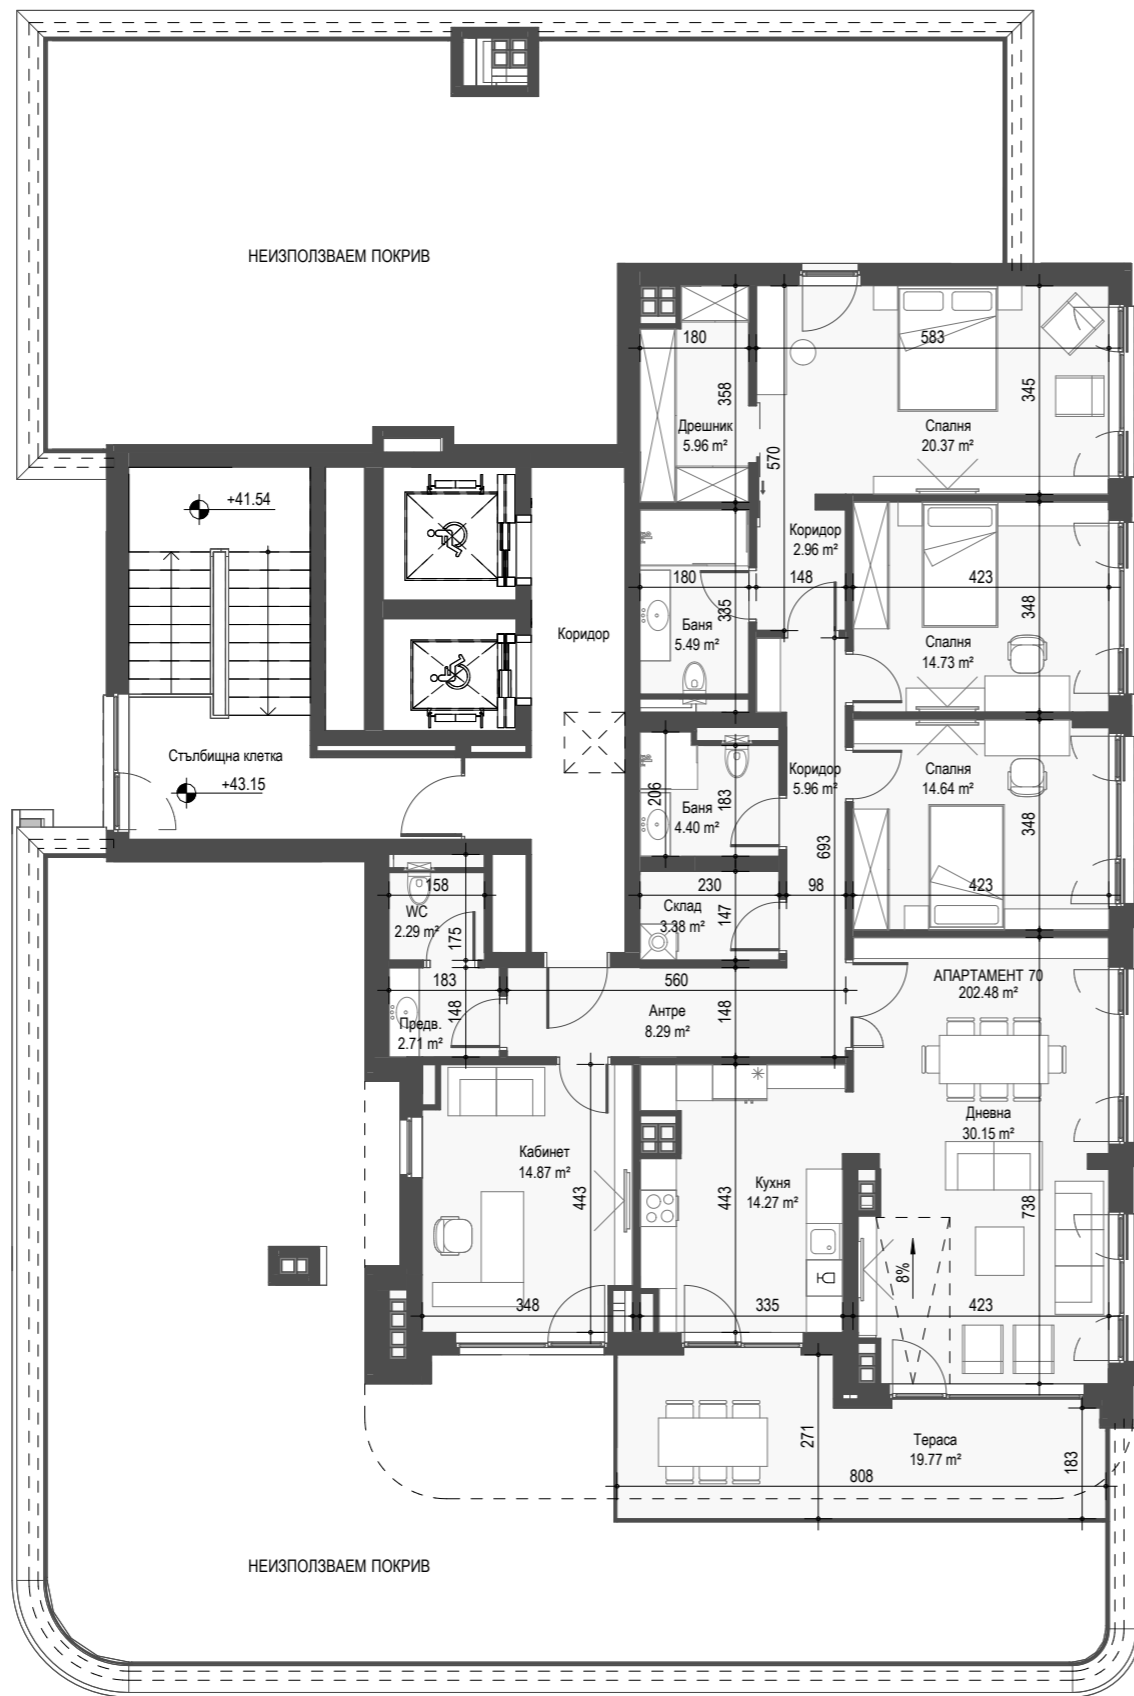 НЕИЗПОЛЗВАЕМ ПОКРИВ
180
583
358
345
Дрешник
5.96 m²
Спалня
20.37 m²
570
+41.54
Коридор
2.96 m²
180
148
423
335
348
Баня
5.49 m²
Коридор
Спалня
14.73 m²
Стълбищна клетка
+43.15
Коридор
5.96 m²
Спалня
14.64 m²
206
183
Баня
4.40 m²
348
693
158
230
98
423
WC
2.29 m²
Склад
3.38 m²
147
175
183
560
АПАРТАМЕНТ 70
202.48 m²
148
Предв.
2.71 m²
Антре
8.29 m²
148
Дневна
30.15 m²
Кабинет
14.87 m²
443
Кухня
14.27 m²
443
738
8%
348
335
423
271
Тераса
19.77 m²
183
808
НЕИЗПОЛЗВАЕМ ПОКРИВ